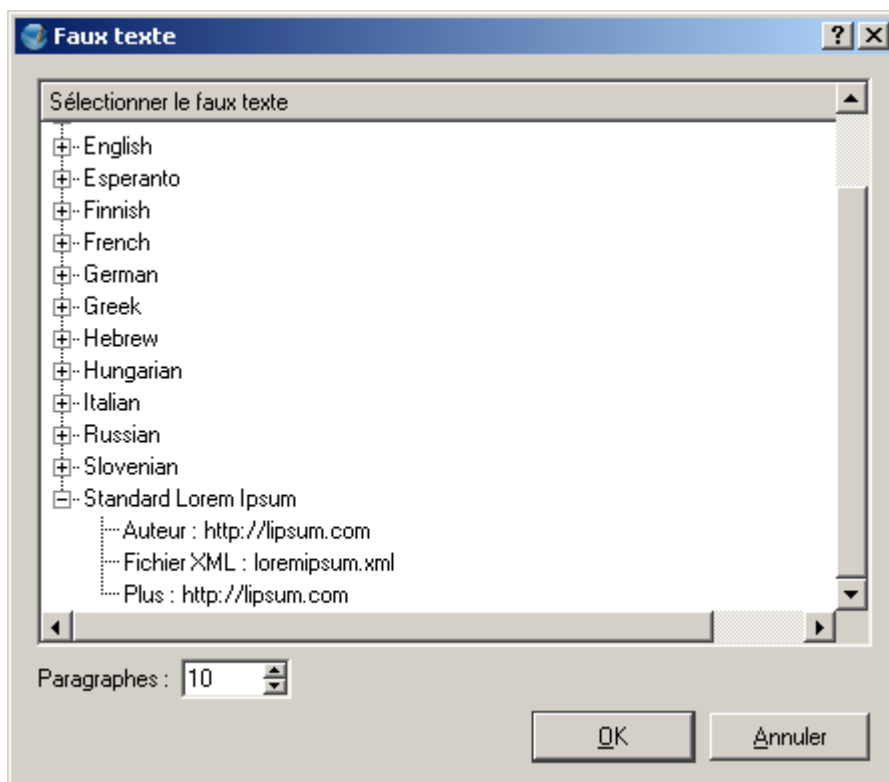 Faux texte
Sélectionner le faux texte
English
Esperanto
Finnish
French
German
Greek
Hebrew
Hungarian
Italian
Russian
Slovenian
Standard Lorem Ipsum
Auteur : http://lipsum.com
Fichier XML : loremipsum.xml
Plus : http://lipsum.com
Paragraphes : 10
OK Annuler